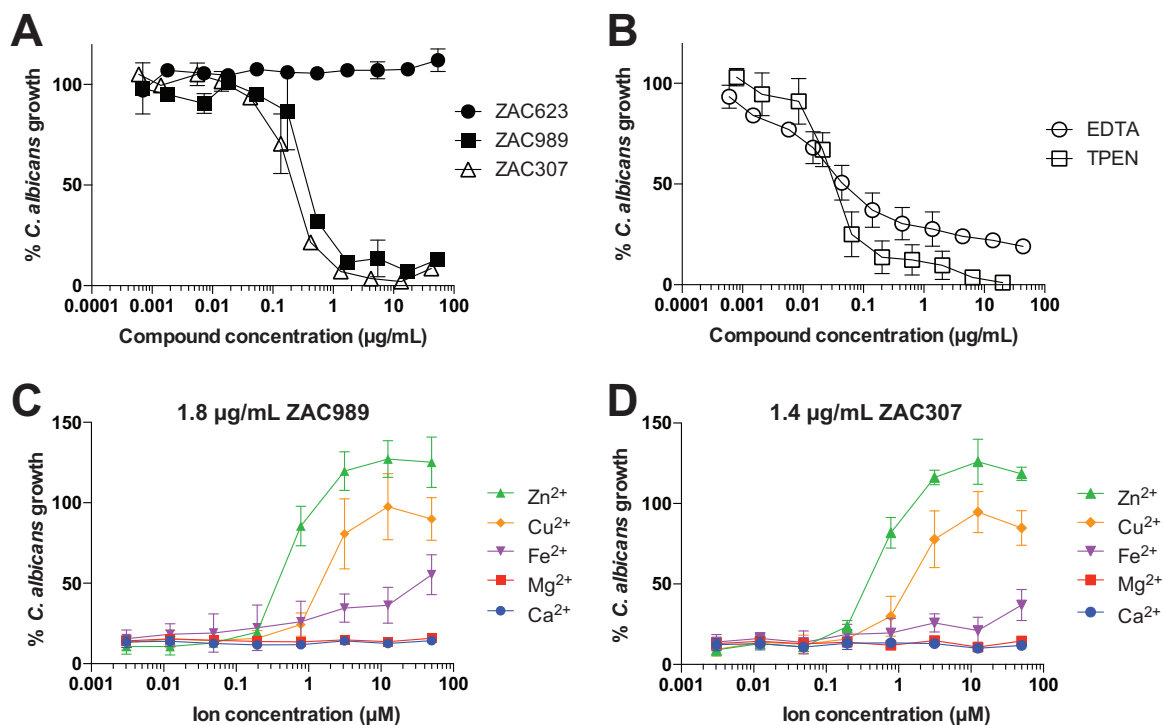 A
100
50
0
0.0001
0.001
0.01
0.1
1
10
100
% C. albicans growth
Compound concentration (µg/mL)
ZAC623
ZAC989
ZAC307
B
100
50
0
0.0001
0.001
0.01
0.1
1
10
100
% C. albicans growth
Compound concentration (µg/mL)
EDTA
TPEN
C
1.8 µg/mL ZAC989
150
100
50
0
0.001
0.01
0.1
1
10
100
% C. albicans growth
Ion concentration (µM)
Zn²⁺
Cu²⁺
Fe²⁺
Mg²⁺
Ca²⁺
D
1.4 µg/mL ZAC307
150
100
50
0
0.001
0.01
0.1
1
10
100
% C. albicans growth
Ion concentration (µM)
Zn²⁺
Cu²⁺
Fe²⁺
Mg²⁺
Ca²⁺